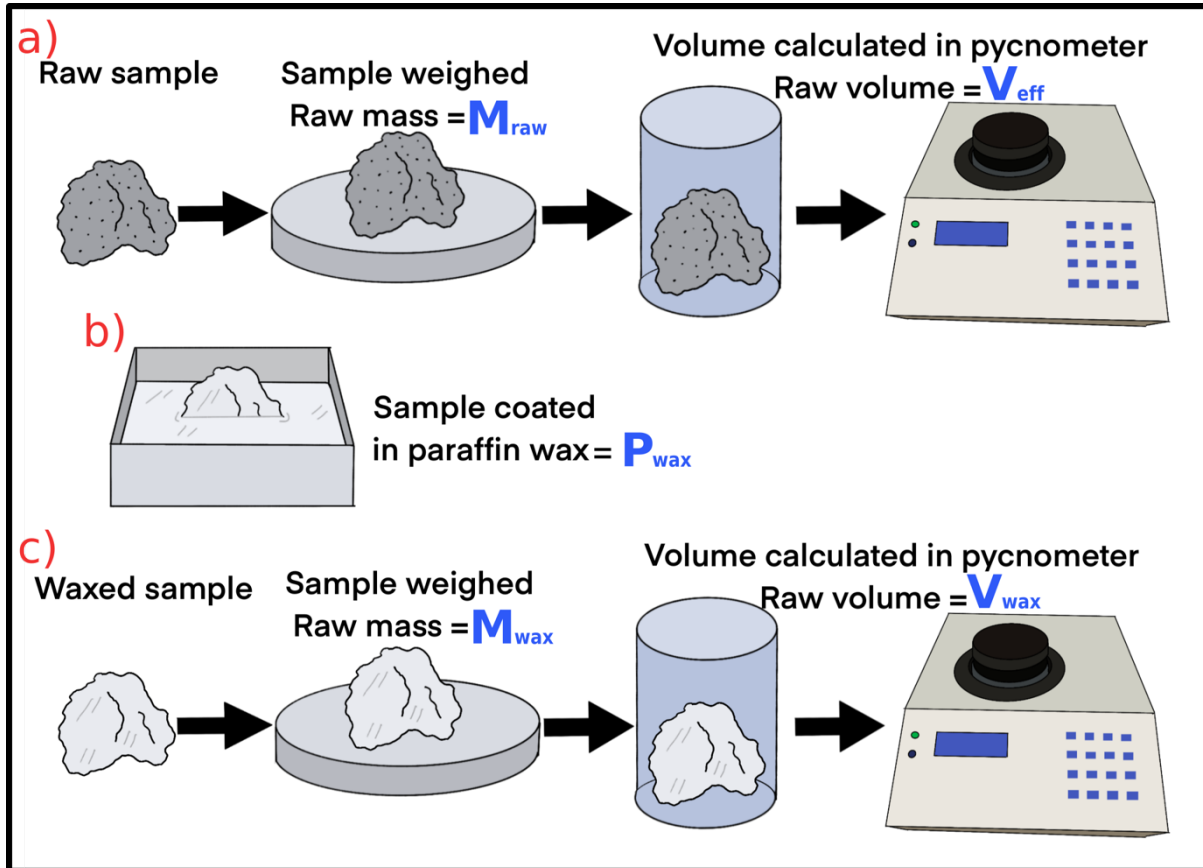 a)
Raw sample
Sample weighed
Raw mass =Mraw
Volume calculated in pycnometer
Raw volume =Veff
b)
Sample coated
in paraffin wax= Pwax
c)
Waxed sample
Sample weighed
Raw mass =Mwax
Volume calculated in pycnometer
Raw volume =Vwax